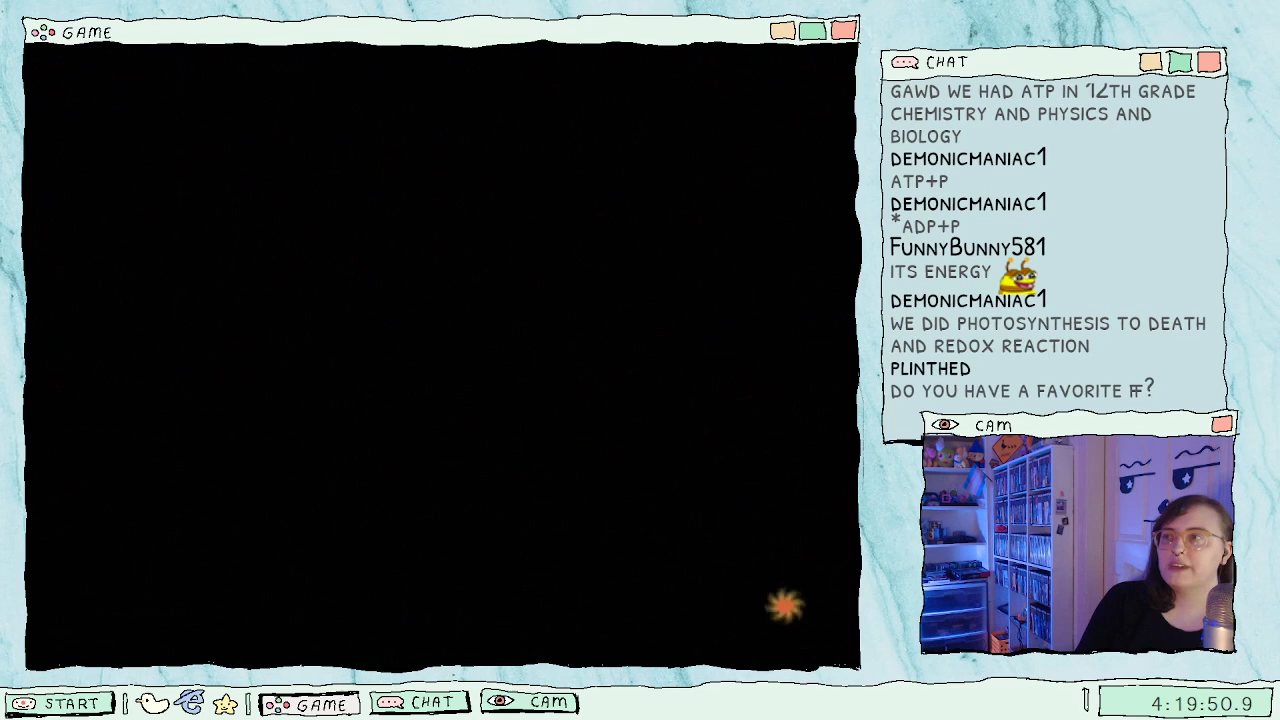 GAME
CHAT
GAWD WE HAD ATP IN 12TH GRADE
CHEMISTRY AND PHYSICS AND
BIOLOGY
DEMONICMANIAC1
ATP+P
DEMONICMANIAC1
*ADP+P
FUNNYBUNNY581
ITS ENERGY
DEMONICMANIAC1
WE DID PHOTOSYNTHESIS TO DEATH
AND REDOX REACTION
PLINTHED
DO YOU HAVE A FAVORITE FF?
CAM
START
GAME
CHAT
CAM
4:19:50.9